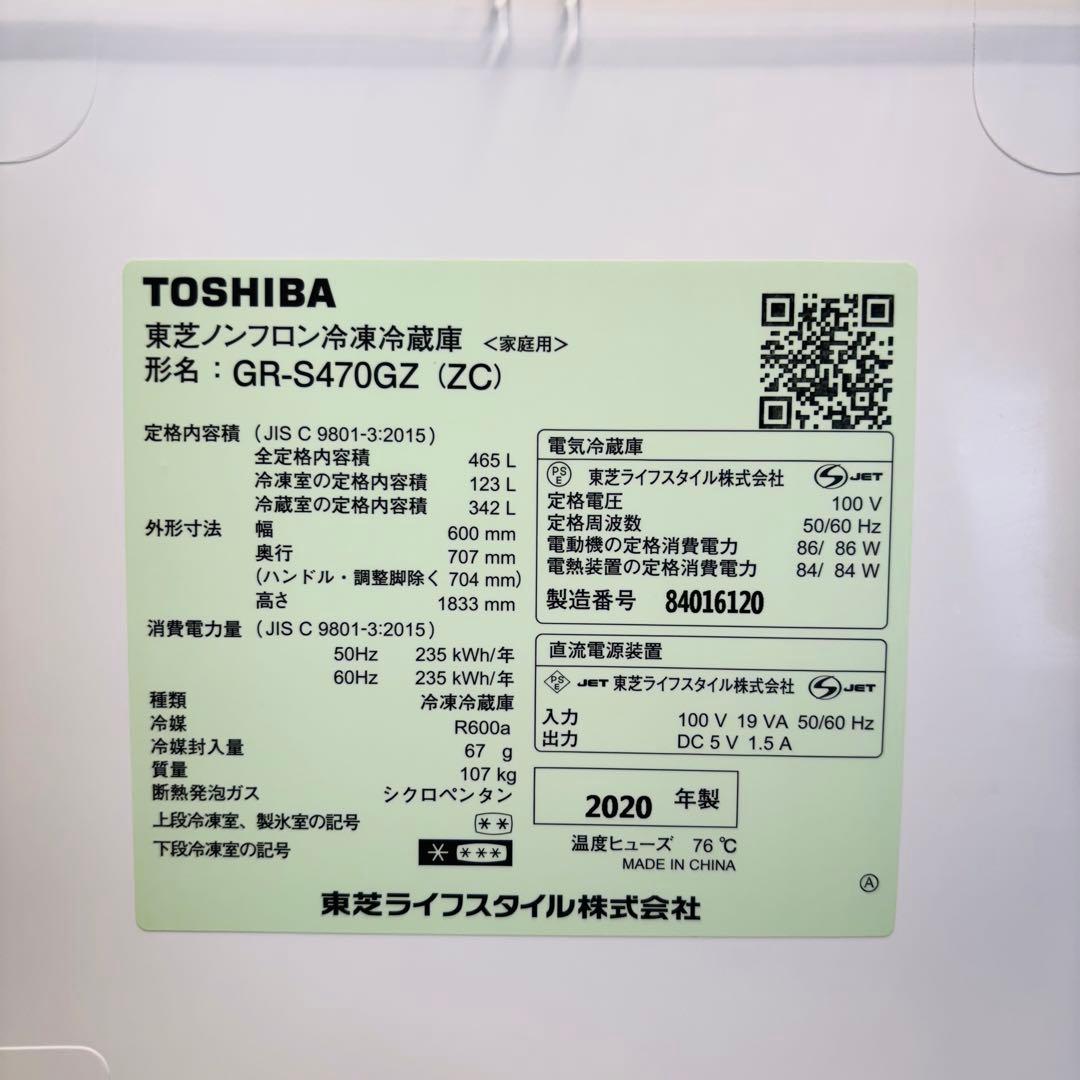 TOSHIBA
東芝ノンフロン冷凍冷蔵庫 <家庭用>
形名：GR-S470GZ (ZC)
定格内容積 (JIS C 9801-3:2015)
全定格内容積 465 L
冷凍室の定格内容積 123 L
冷蔵室の定格内容積 342 L
外形寸法 幅 600 mm
奥行 707 mm
(ハンドル・調整脚除く 704 mm)
高さ 1833 mm
消費電力量 (JIS C 9801-3:2015)
50Hz 235 kWh/年
60Hz 235 kWh/年
種類 冷凍冷蔵庫
冷媒 R600a
冷媒封入量 67 g
質量 107 kg
断熱発泡ガス シクロペンタン
上段冷凍室、製氷室の記号 **
下段冷凍室の記号 * ***
電気冷蔵庫
PSE 東芝ライフスタイル株式会社 S JET
定格電圧 100 V
定格周波数 50/60 Hz
電動機の定格消費電力 86/ 86 W
電熱装置の定格消費電力 84/ 84 W
製造番号 84016120
直流電源装置
PSE JET 東芝ライフスタイル株式会社 S JET
入力 100 V 19 VA 50/60 Hz
出力 DC 5 V 1.5 A
2020 年製
温度ヒューズ 76 ℃
MADE IN CHINA
Ⓐ
東芝ライフスタイル株式会社